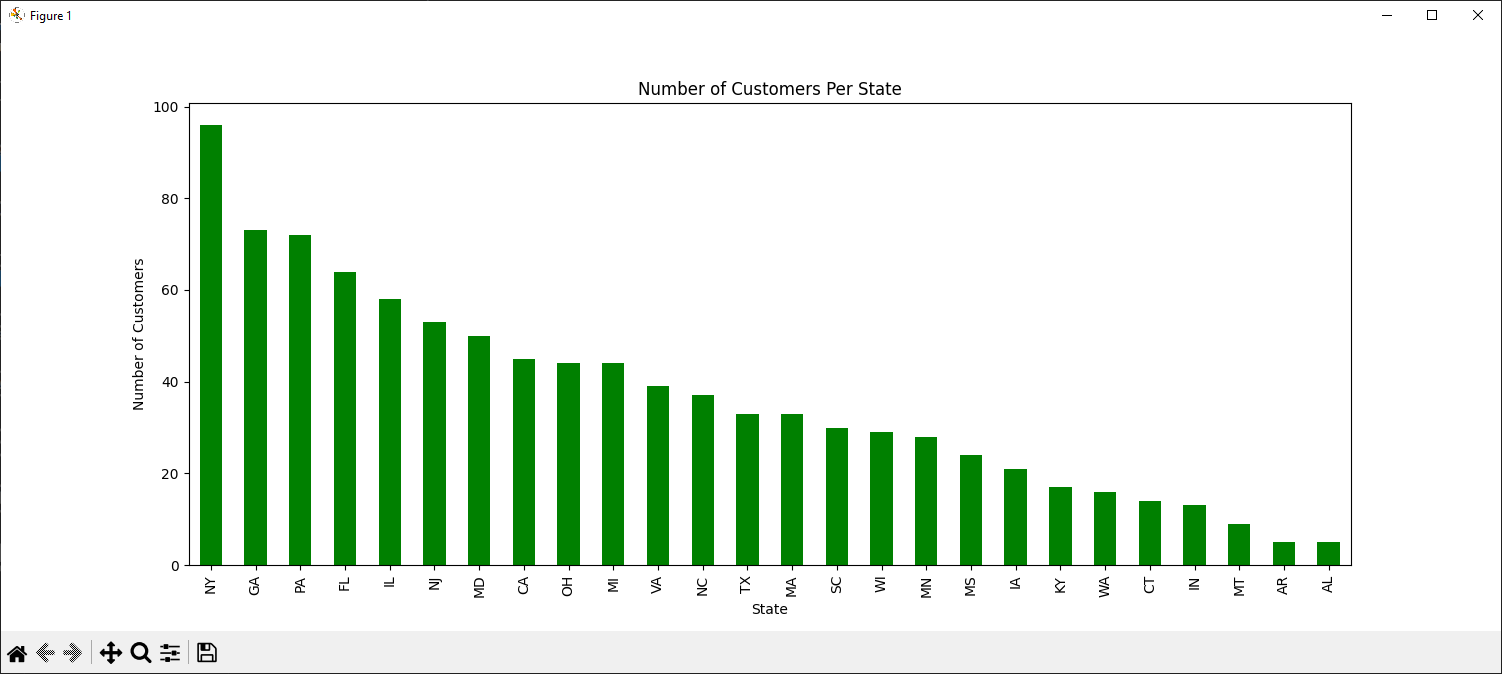 Figure 1
Number of Customers Per State
100
80
60
40
20
0
Number of Customers
NY GA PA FL IL NJ MD CA OH MI VA NC TX MA SC WI MN MS IA KY WA CT IN MT AR AL
State